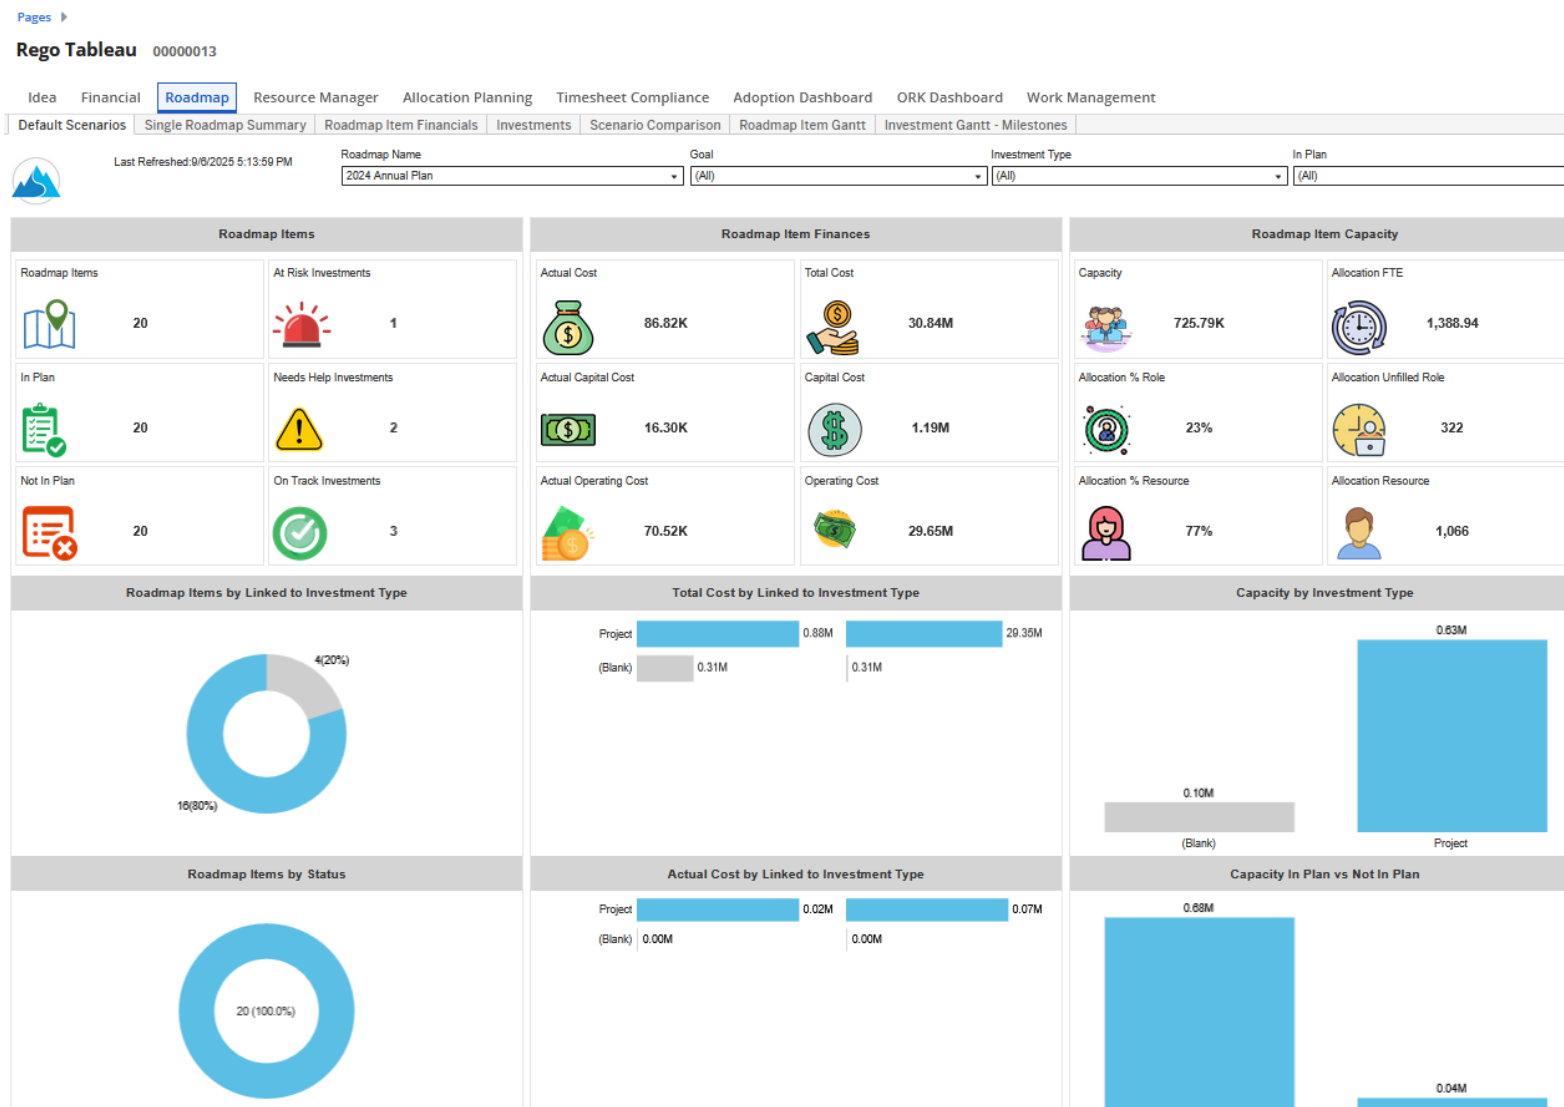 Pages
Rego Tableau 00000013
Idea Financial Roadmap Resource Manager Allocation Planning Timesheet Compliance Adoption Dashboard ORK Dashboard Work Management
Default Scenarios Single Roadmap Summary Roadmap Item Financials Investments Scenario Comparison Roadmap Item Gantt Investment Gantt - Milestones
Last Refreshed:9/6/2025 5:13:59 PM
Roadmap Name Goal Investment Type In Plan
2024 Annual Plan (All) (All) (All)
Roadmap Items
Roadmap Items At Risk Investments
20 1
In Plan Needs Help Investments
20 2
Not In Plan On Track Investments
20 3
Roadmap Item Finances
Actual Cost Total Cost
86.82K 30.84M
Actual Capital Cost Capital Cost
16.30K 1.19M
Actual Operating Cost Operating Cost
70.52K 29.65M
Roadmap Item Capacity
Capacity Allocation FTE
725.79K 1,388.94
Allocation % Role Allocation Unfilled Role
23% 322
Allocation % Resource Allocation Resource
77% 1,066
Roadmap Items by Linked to Investment Type
4(20%)
16(80%)
Total Cost by Linked to Investment Type
Project 0.88M 29.35M
(Blank) 0.31M 0.31M
Capacity by Investment Type
0.63M
0.10M
(Blank) Project
Roadmap Items by Status
20 (100.0%)
Actual Cost by Linked to Investment Type
Project 0.02M 0.07M
(Blank) 0.00M 0.00M
Capacity In Plan vs Not In Plan
0.68M
0.04M